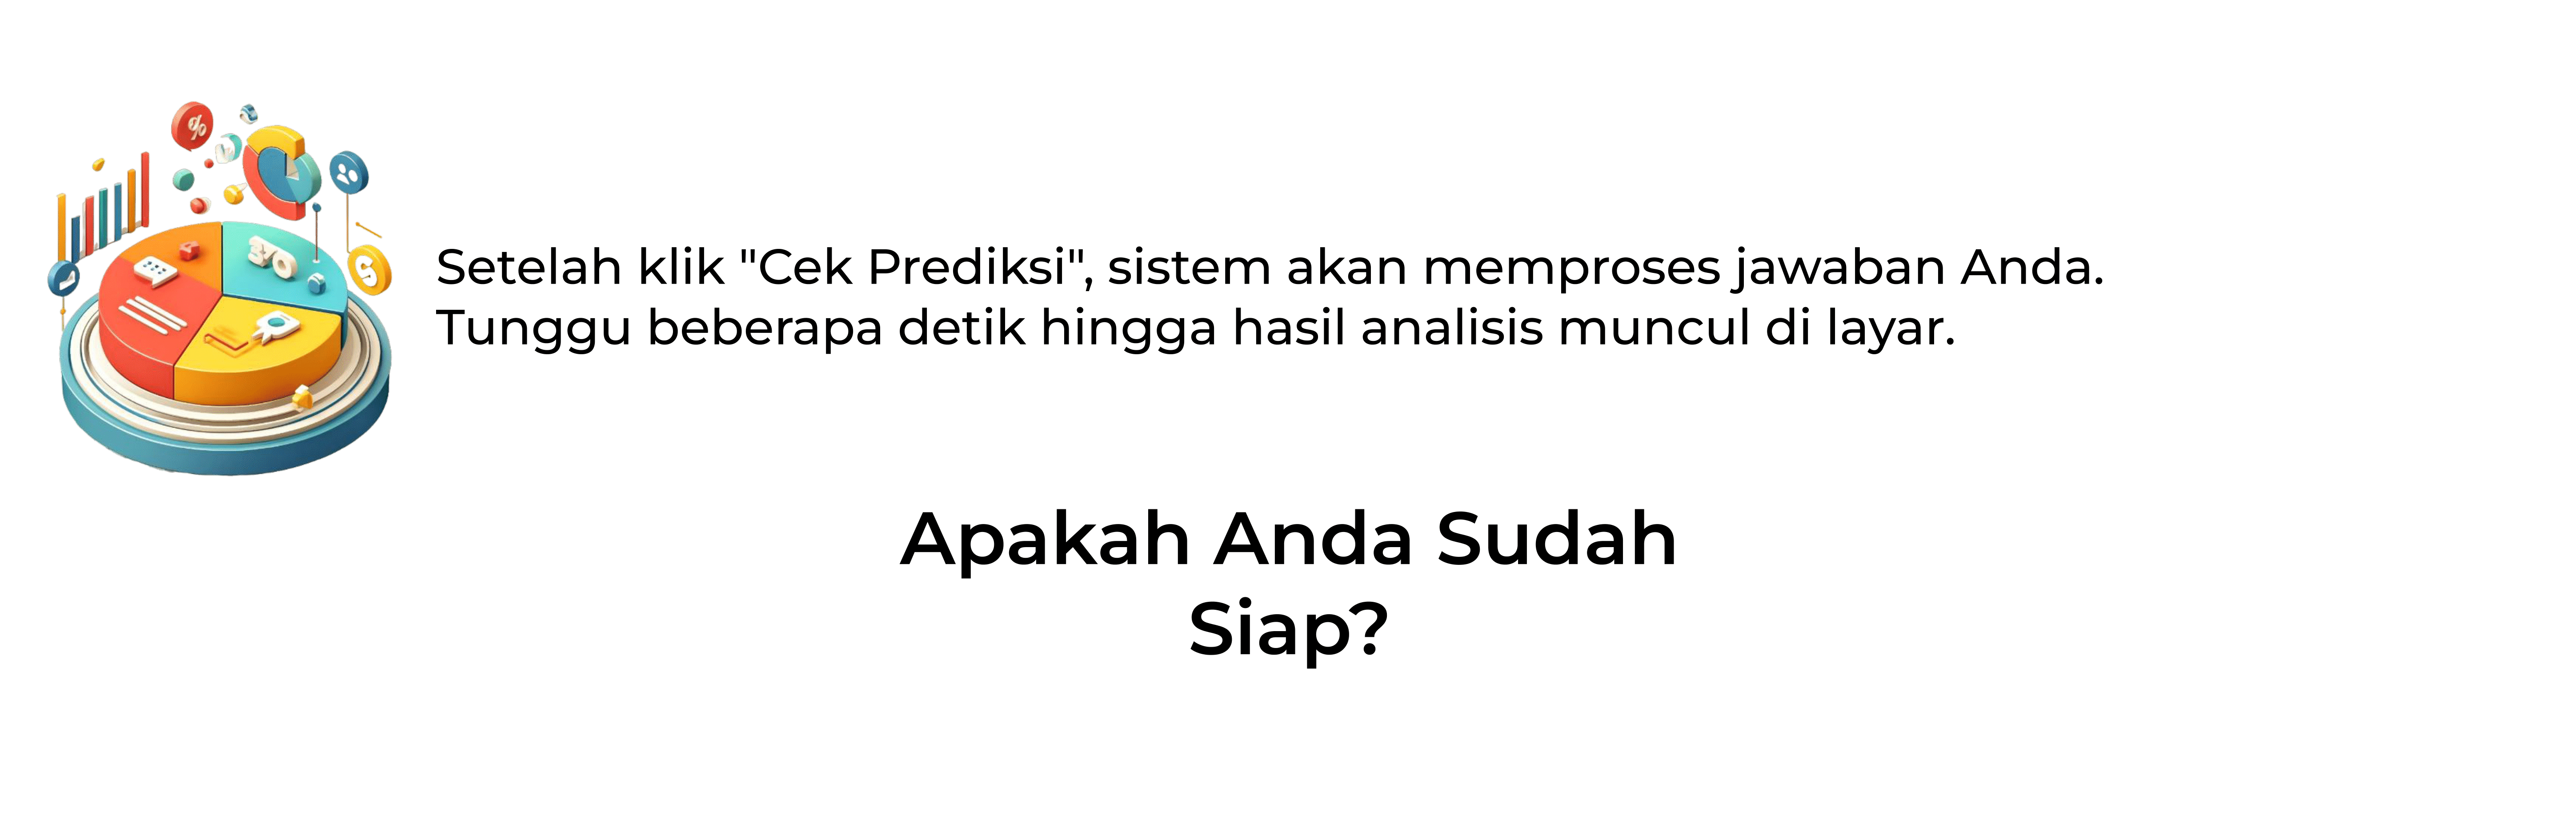 %
Setelah klik "Cek Prediksi", sistem akan memproses jawaban Anda.
Tunggu beberapa detik hingga hasil analisis muncul di layar.
Apakah Anda Sudah
Siap?